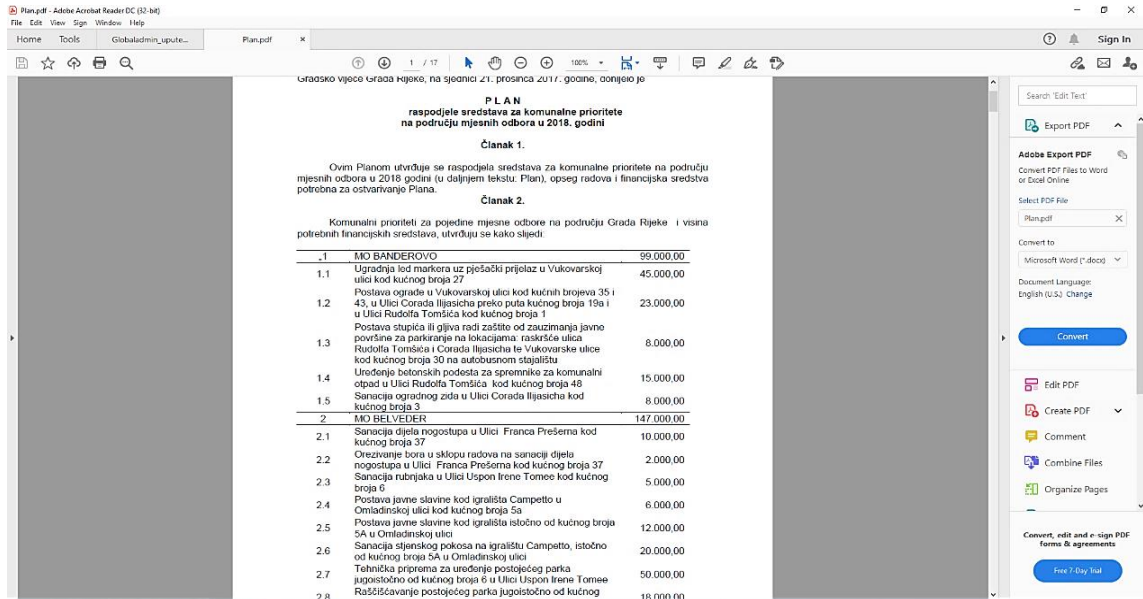 Plan.pdf - Adobe Acrobat Reader DC (32-bit)
File Edit View Sign Window Help
Home Tools Globaladmin_upute... Plan.pdf × Sign In
1 / 17 100%
Gradsko vijeće Grada Rijeke, na sjednici 21. prosinca 2017. godine, donijelo je
P L A N
raspodjele sredstava za komunalne prioritete
na području mjesnih odbora u 2018. godini
Članak 1.
Ovim Planom utvrđuje se raspodjela sredstava za komunalne prioritete na području
mjesnih odbora u 2018 godini (u daljnjem tekstu: Plan), opseg radova i financijska sredstva
potrebna za ostvarivanje Plana.
Članak 2.
Komunalni prioriteti za pojedine mjesne odbore na području Grada Rijeke i visina
potrebnih financijskih sredstava, utvrđuju se kako slijedi:
.1 MO BANDEROVO 99.000,00
1.1 Ugradnja led markera uz pješački prijelaz u Vukovarskoj
ulici kod kućnog broja 27 45.000,00
1.2 Postava ograde u Vukovarskoj ulici kod kućnih brojeva 35 i
43, u Ulici Corada Ilijasicha preko puta kućnog broja 19a i
u Ulici Rudolfa Tomšića kod kućnog broja 1 23.000,00
1.3 Postava stupića ili gljiva radi zaštite od zauzimanja javne
površine za parkiranje na lokacijama: raskršće ulica
Rudolfa Tomšića i Corada Ilijasicha te Vukovarske ulice
kod kućnog broja 30 na autobusnom stajalištu 8.000,00
1.4 Uređenje betonskih podesta za spremnike za komunalni
otpad u Ulici Rudolfa Tomšića kod kućnog broja 48 15.000,00
1.5 Sanacija ogradnog zida u Ulici Corada Ilijasicha kod
kućnog broja 3 8.000,00
2 MO BELVEDER 147.000,00
2.1 Sanacija dijela nogostupa u Ulici Franca Prešerna kod
kućnog broja 37 10.000,00
2.2 Orezivanje bora u sklopu radova na sanaciji dijela
nogostupa u Ulici Franca Prešerna kod kućnog broja 37 2.000,00
2.3 Sanacija rubnjaka u Ulici Uspon Irene Tomee kod kućnog
broja 6 5.000,00
2.4 Postava javne slavine kod igrališta Campetto u
Omladinskoj ulici kod kućnog broja 5a 6.000,00
2.5 Postava javne slavine kod igrališta istočno od kućnog broja
5A u Omladinskoj ulici 12.000,00
2.6 Sanacija stjenskog pokosa na igralištu Campetto, istočno
od kućnog broja 5A u Omladinskoj ulici 20.000,00
2.7 Tehnička priprema za uređenje postojećeg parka
jugoistočno od kućnog broja 6 u Ulici Uspon Irene Tomee 50.000,00
2.8 Raščišćavanje postojećeg parka jugoistočno od kućnog 18.000,00
Search 'Edit Text'
Export PDF
Adobe Export PDF
Convert PDF Files to Word
or Excel Online
Select PDF File
Plan.pdf ×
Convert to
Microsoft Word (*.docx)
Document Language:
English (U.S.) Change
Convert
Edit PDF
Create PDF
Comment
Combine Files
Organize Pages
Convert, edit and e-sign PDF
forms & agreements
Free 7-Day Trial